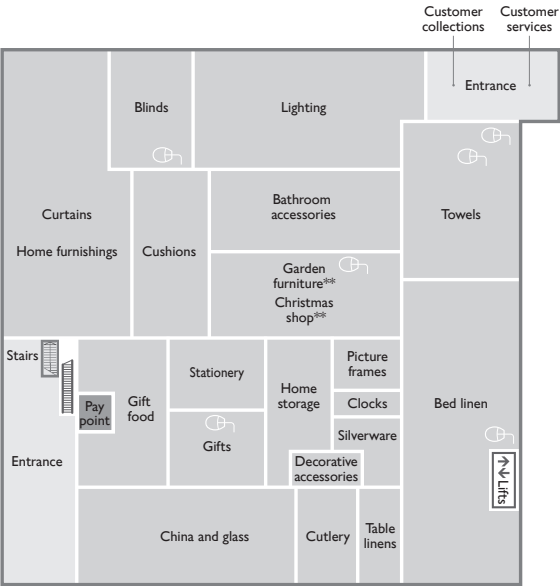 Customer
collections
Customer
services
Entrance
Blinds
Lighting
Curtains
Home furnishings
Cushions
Bathroom
accessories
Towels
Garden
furniture**
Christmas
shop**
Stairs
Pay
point
Gift
food
Stationery
Gifts
Home
storage
Picture
frames
Clocks
Silverware
Decorative
accessories
Bed linen
Lifts
Entrance
China and glass
Cutlery
Table
linens